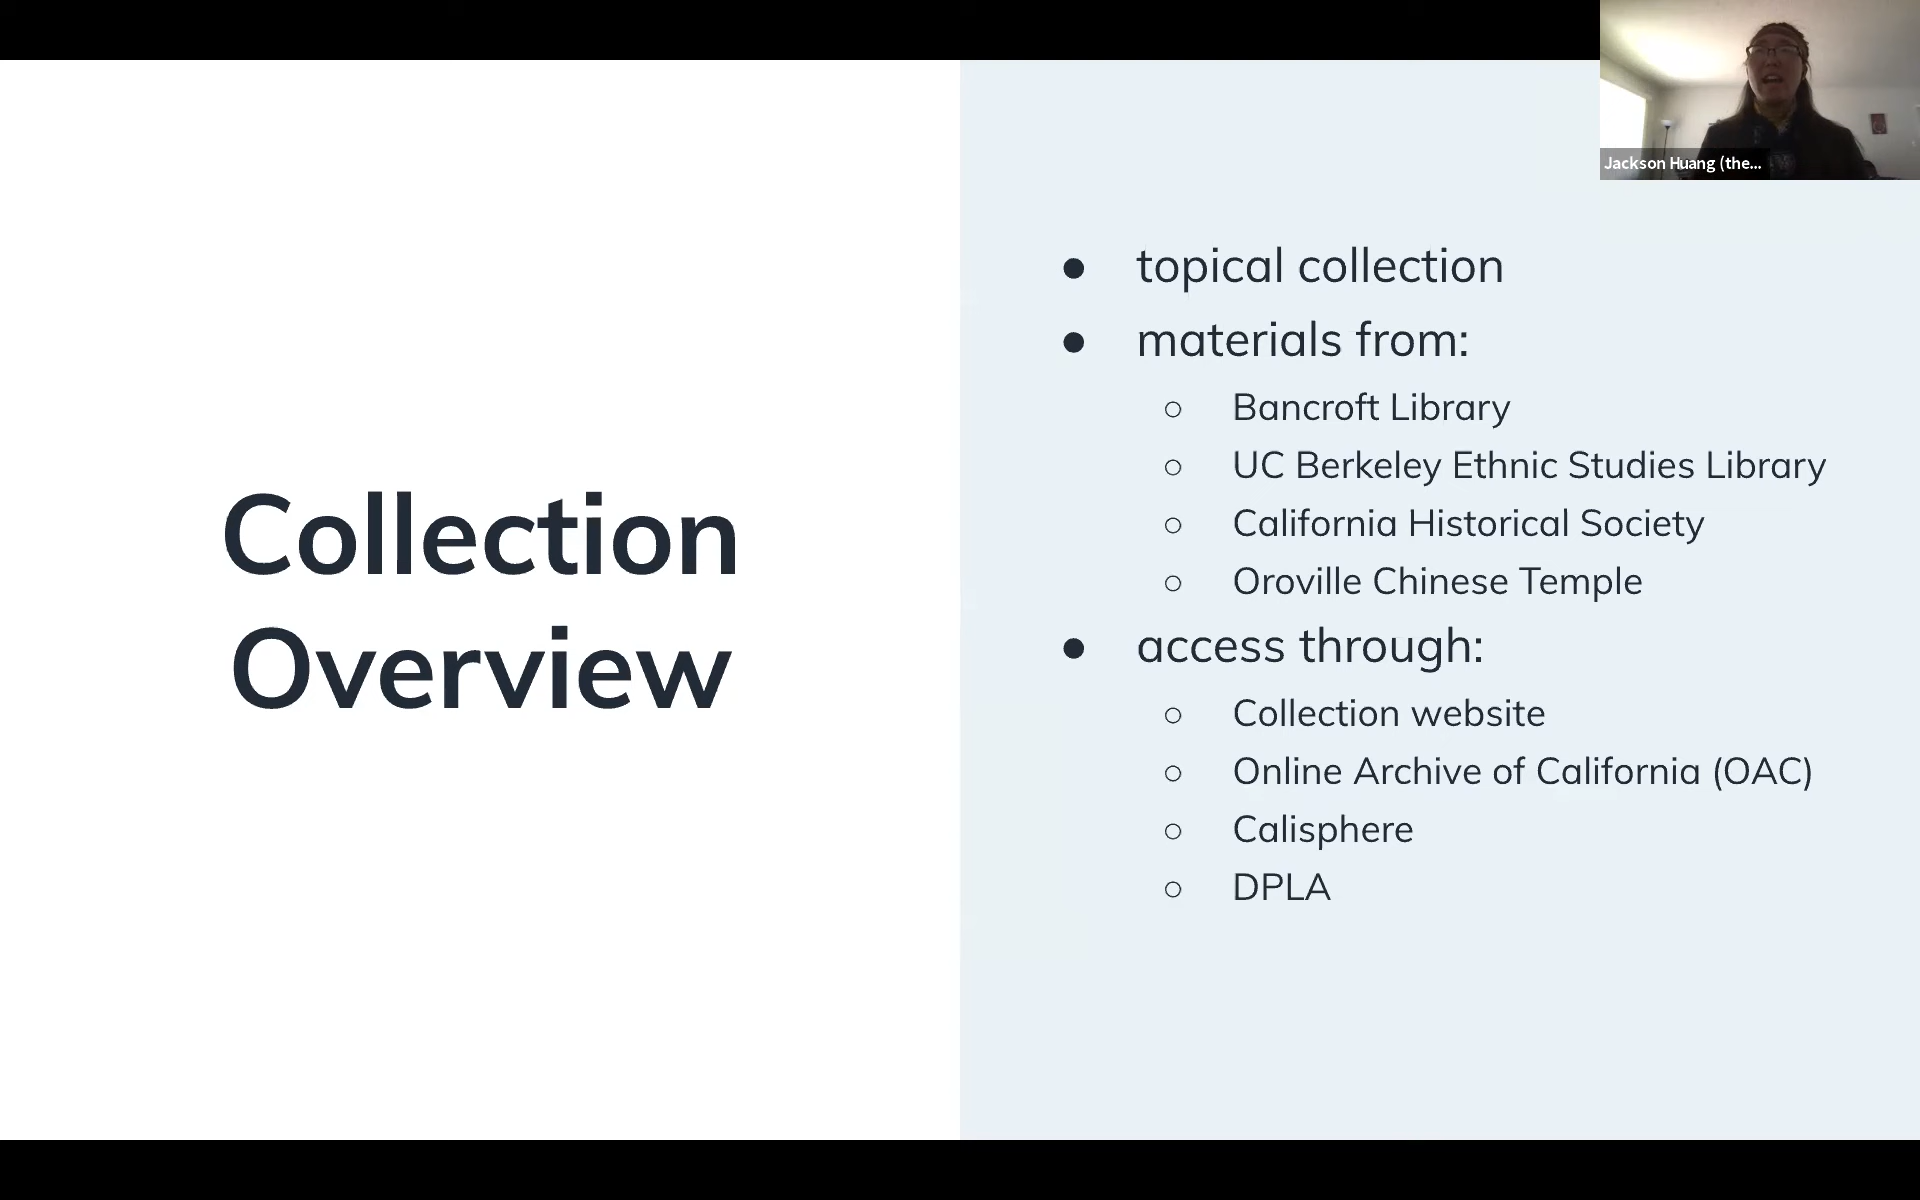 Jackson Huang (the...
Collection
Overview
● topical collection
● materials from:
○ Bancroft Library
○ UC Berkeley Ethnic Studies Library
○ California Historical Society
○ Oroville Chinese Temple
● access through:
○ Collection website
○ Online Archive of California (OAC)
○ Calisphere
○ DPLA